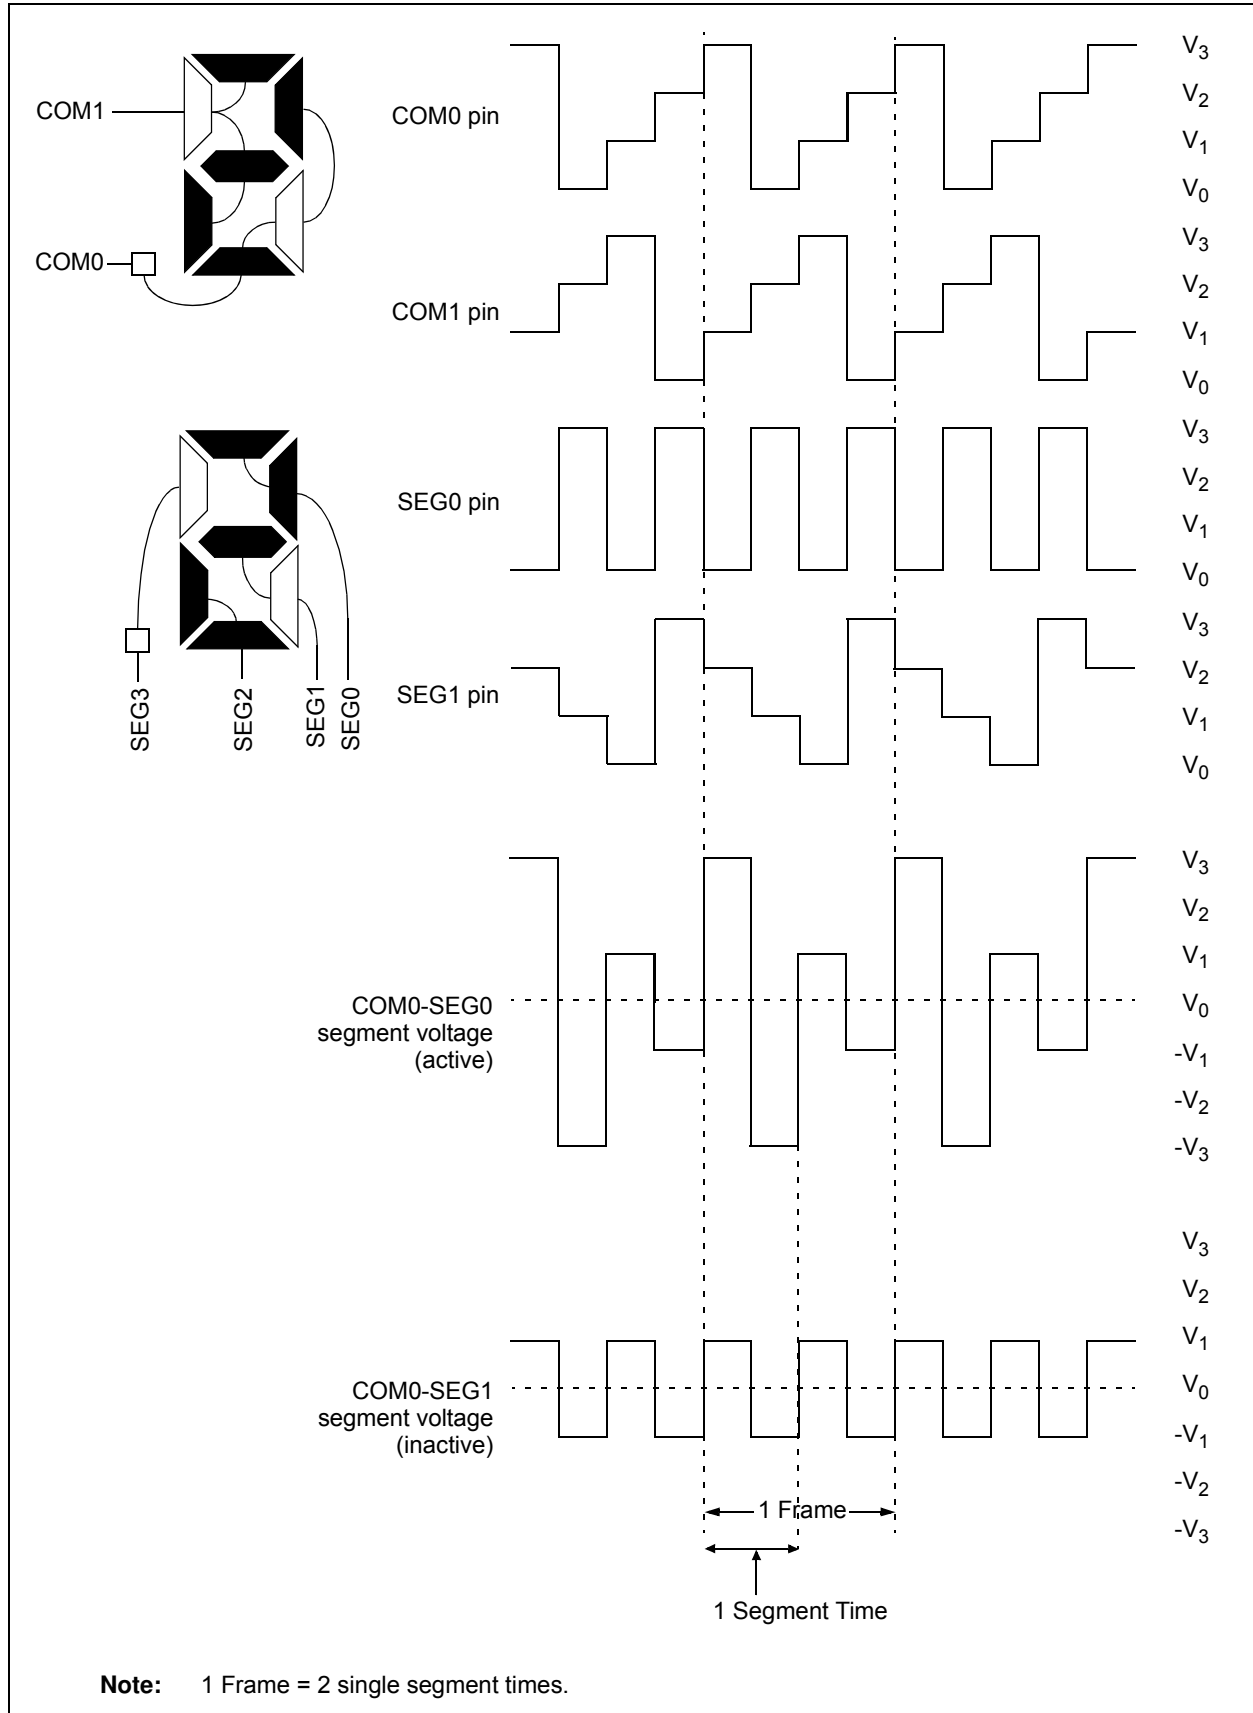 COM1
COM0
COM0 pin
V3
V2
V1
V0
COM1 pin
V3
V2
V1
V0
SEG0 pin
V3
V2
V1
V0
SEG3
SEG2
SEG1
SEG0
SEG1 pin
V3
V2
V1
V0
COM0-SEG0
segment voltage
(active)
V3
V2
V1
V0
-V1
-V2
-V3
COM0-SEG1
segment voltage
(inactive)
V3
V2
V1
V0
-V1
-V2
-V3
1 Frame
1 Segment Time
Note: 1 Frame = 2 single segment times.